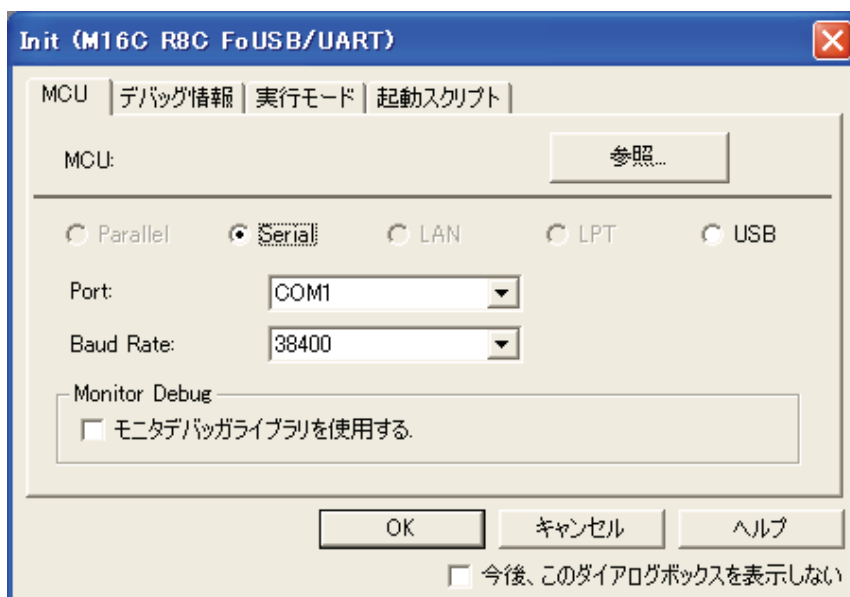 Init (M16C R8C FoUSB/UART)
MCU デバッグ情報 実行モード 起動スクリプト
MCU: 参照...
Parallel Serial LAN LPT USB
Port: COM1
Baud Rate: 38400
Monitor Debug
モニタデバッガライブラリを使用する.
OK キャンセル ヘルプ
今後、このダイアログボックスを表示しない